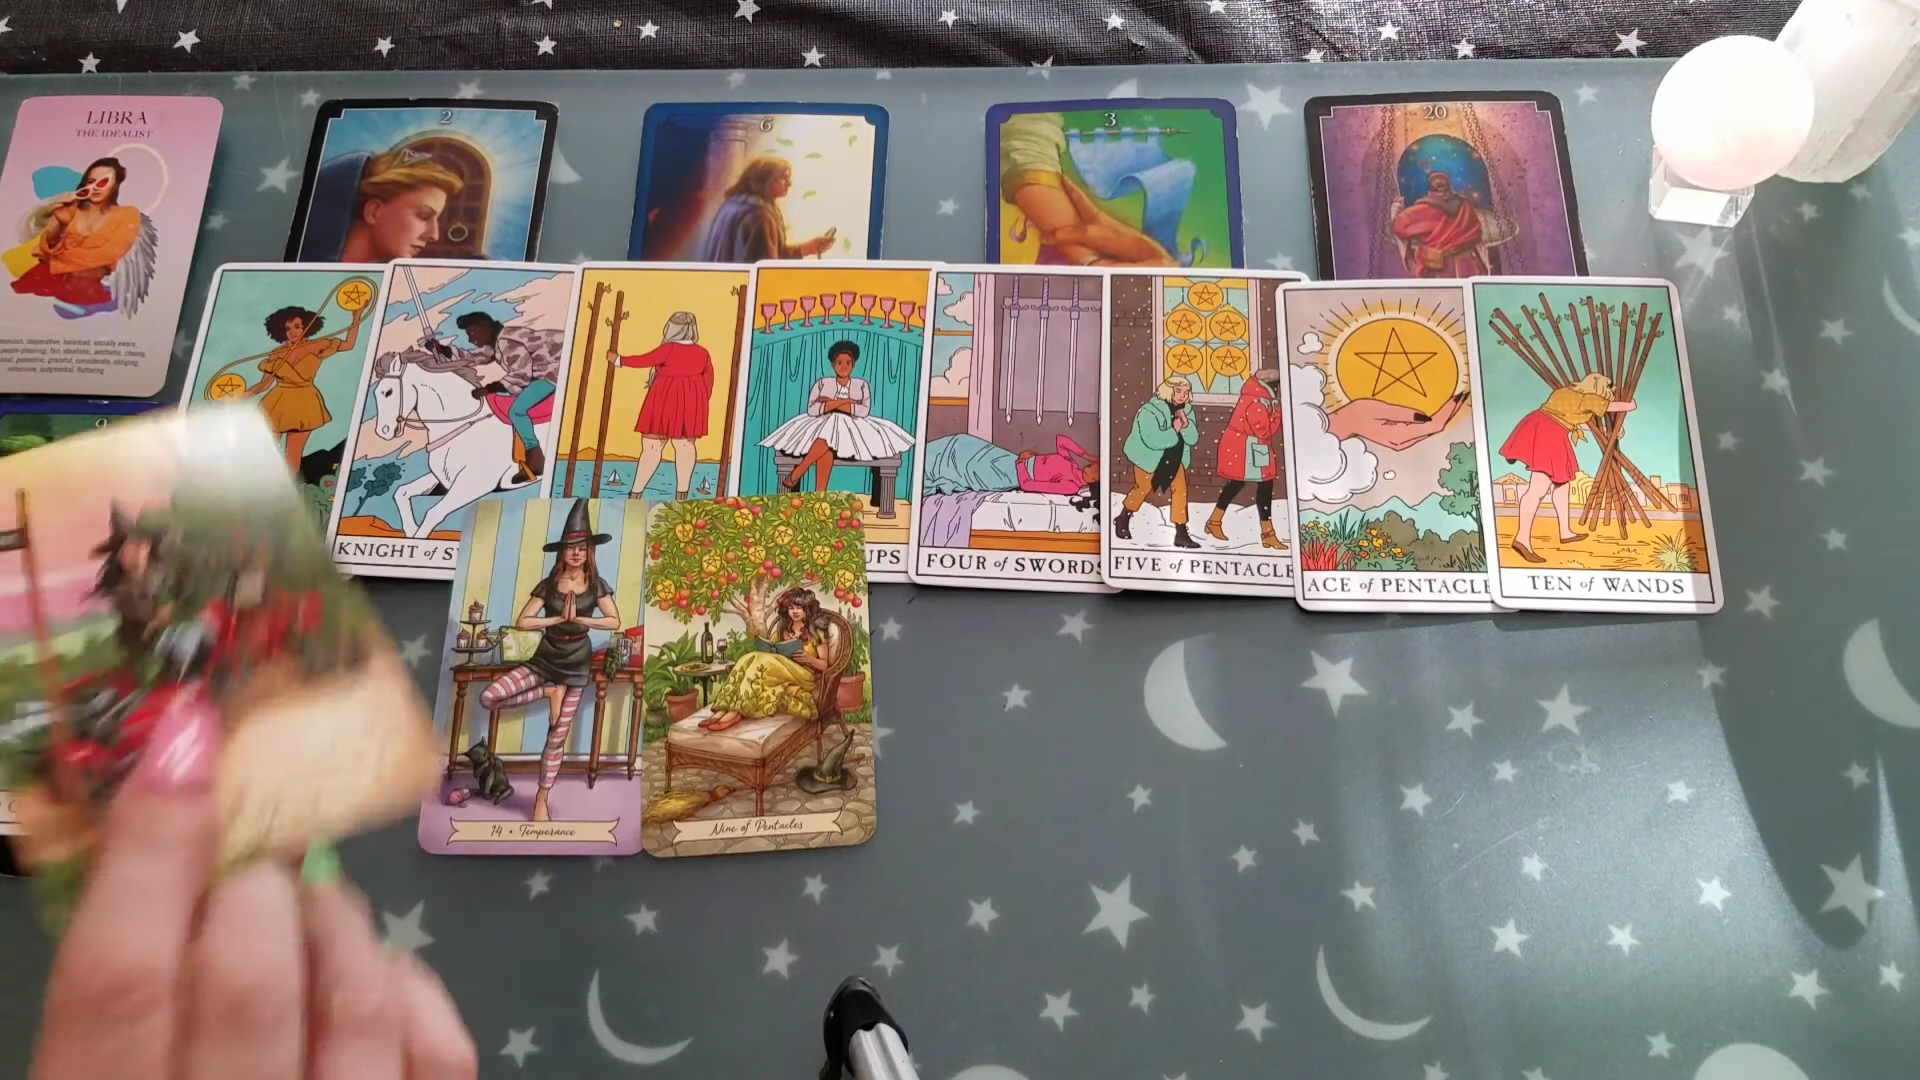 LIBRA
THE IDEALIST
2
6
3
20
9
KNIGHT of S
UPS
FOUR of SWORDS
FIVE of PENTACLE
ACE of PENTACLE
TEN of WANDS
14 • Temperance
Nine of Pentacles